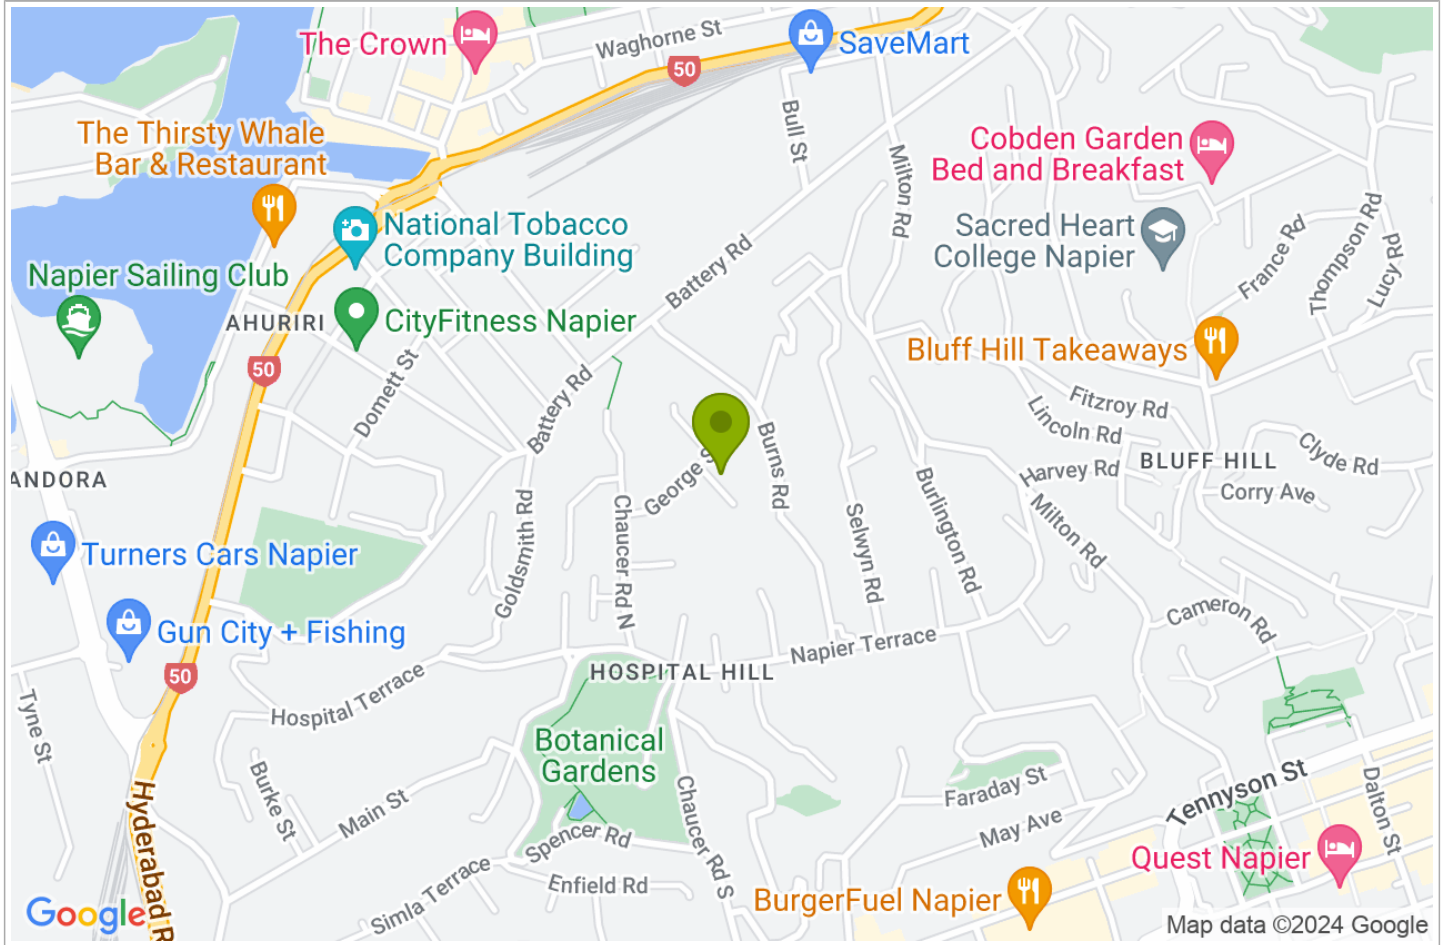 The Crown
Waghorne St
50
SaveMart
The Thirsty Whale
Bar & Restaurant
Bull St
Milton Rd
Cobden Garden
Bed and Breakfast
National Tobacco
Company Building
Battery Rd
Sacred Heart
College Napier
France Rd
Thompson Rd
Lucy Rd
Napier Sailing Club
AHURIRI
CityFitness Napier
50
Domett St
Battery Rd
Bluff Hill Takeaways
Fitzroy Rd
Lincoln Rd
Burns Rd
Clyde Rd
ANDORA
George S
Harvey Rd
BLUFF HILL
Corry Ave
Goldsmith Rd
Chaucer Rd N
Selwyn Rd
Burlington Rd
Milton Rd
Turners Cars Napier
Gun City + Fishing
Cameron Rd
50
Napier Terrace
HOSPITAL HILL
Hospital Terrace
Tyne St
Botanical
Gardens
Burke St
Main St
Hyderabad R
Spencer Rd
Chaucer Rd S
Faraday St
May Ave
Tennyson St
Dalton St
Simla Terrace
Enfield Rd
BurgerFuel Napier
Quest Napier
Google
Map data ©2024 Google